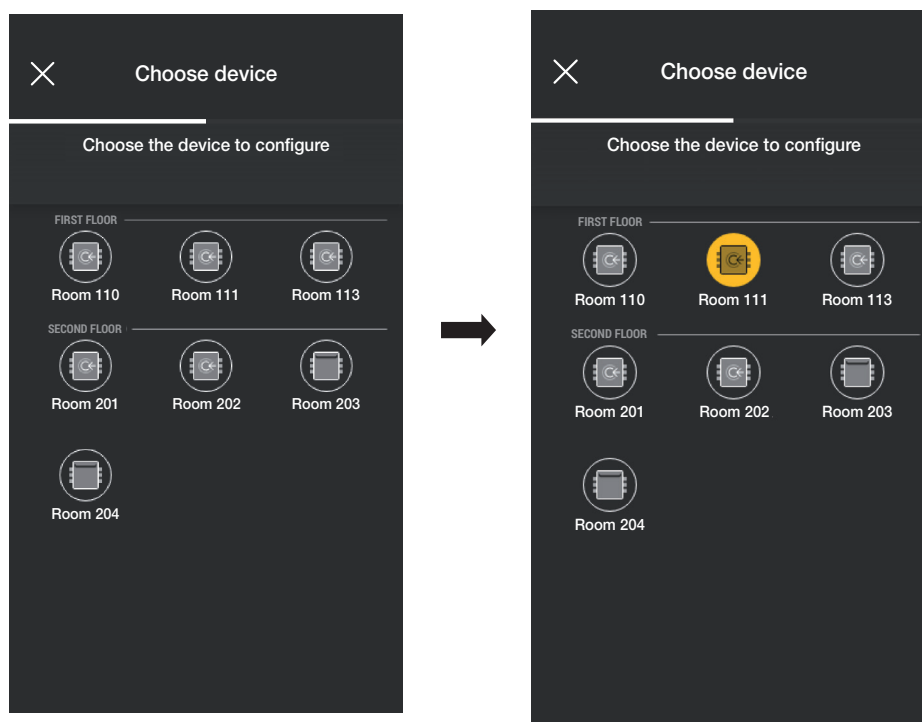 Choose device
Choose the device to configure
FIRST FLOOR
Room 110 Room 111 Room 113
SECOND FLOOR
Room 201 Room 202 Room 203
Room 204
Choose device
Choose the device to configure
FIRST FLOOR
Room 110 Room 111 Room 113
SECOND FLOOR
Room 201 Room 202 Room 203
Room 204